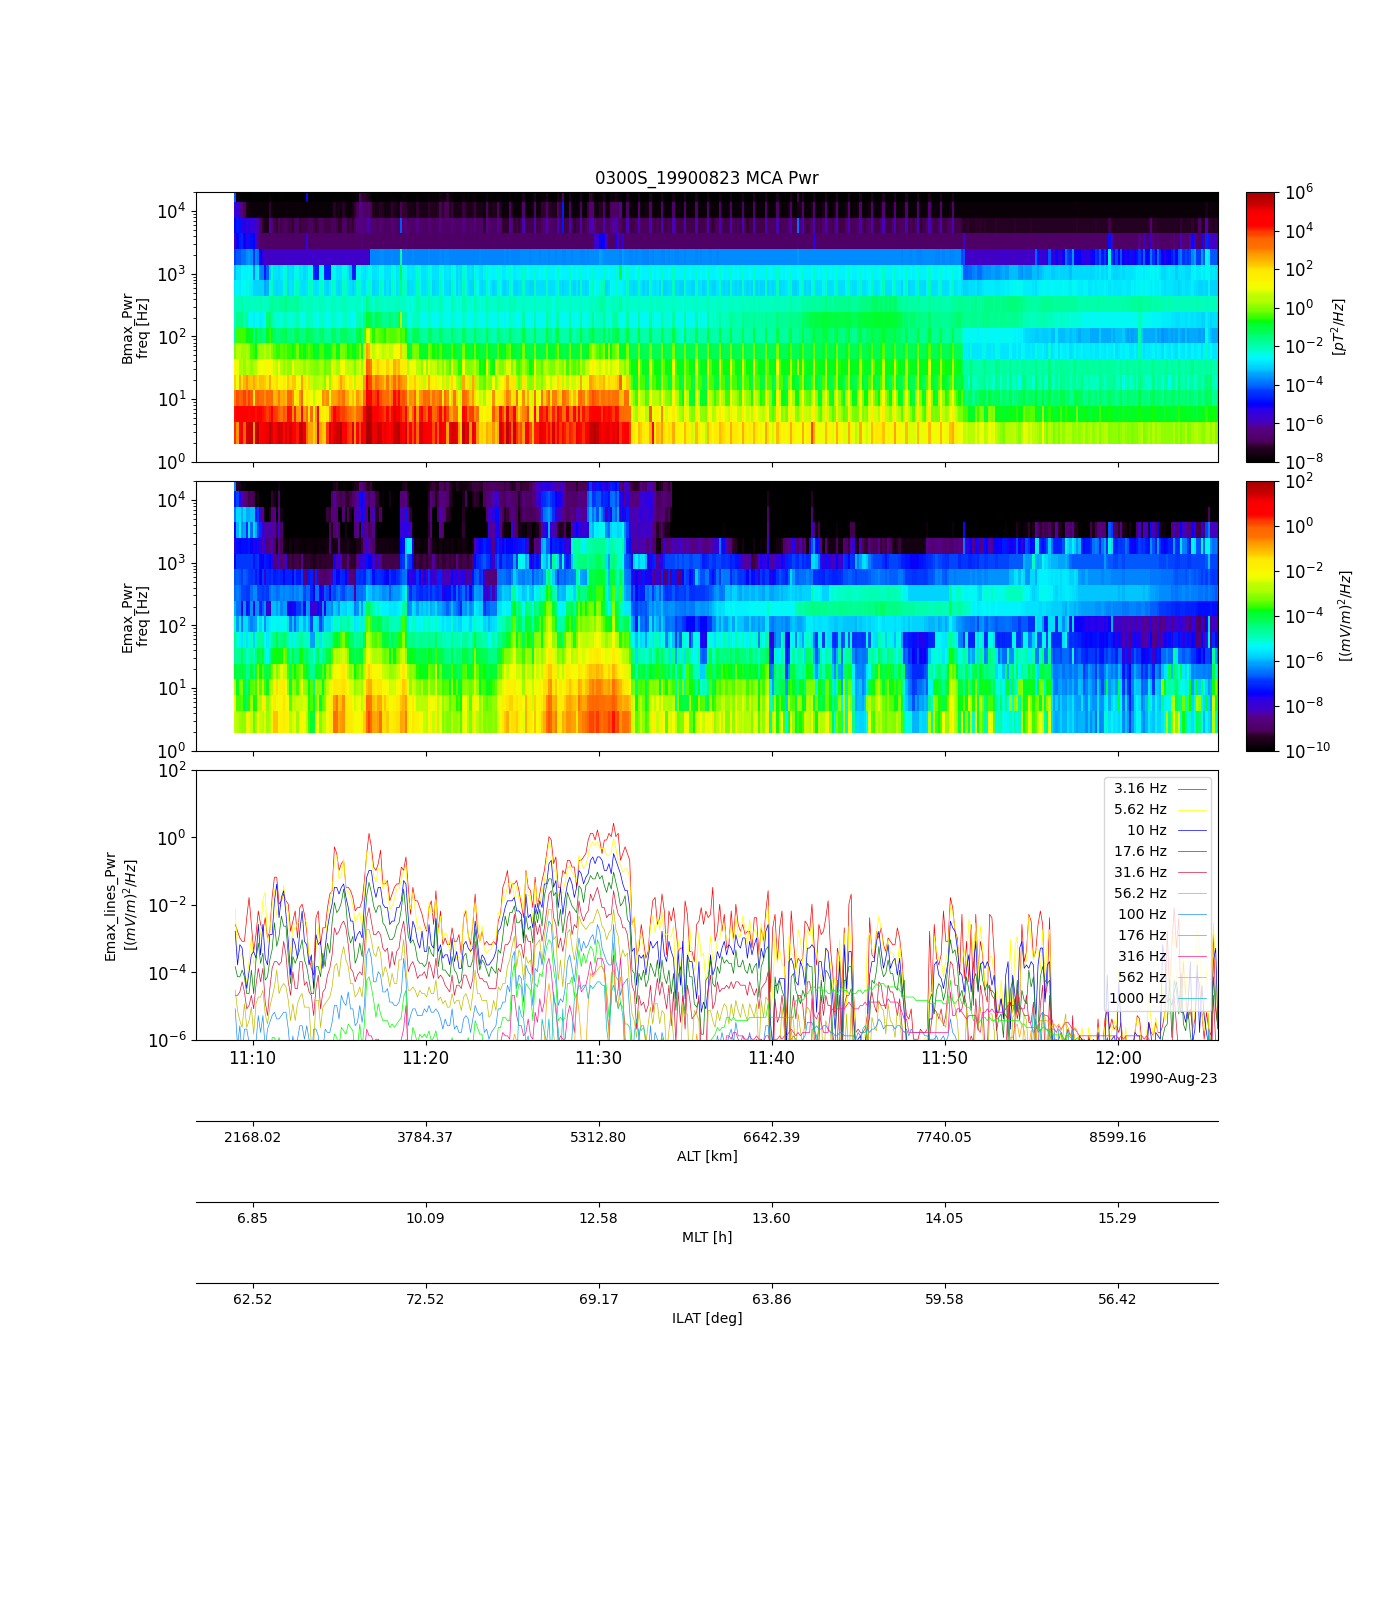 0300S_19900823 MCA Pwr
10^4
10^3
10^2
10^1
10^0
Bmax_Pwr
freq [Hz]
10^6
10^4
10^2
10^0
10^-2
10^-4
10^-6
10^-8
[pT^2/Hz]
10^4
10^3
10^2
10^1
10^0
Emax_Pwr
freq [Hz]
10^2
10^0
10^-2
10^-4
10^-6
10^-8
10^-10
[(mV/m)^2/Hz]
10^2
10^0
10^-2
10^-4
10^-6
Emax_lines_Pwr
[(mV/m)^2/Hz]
3.16 Hz
5.62 Hz
10 Hz
17.6 Hz
31.6 Hz
56.2 Hz
100 Hz
176 Hz
316 Hz
562 Hz
1000 Hz
11:10 11:20 11:30 11:40 11:50 12:00
1990-Aug-23
2168.02 3784.37 5312.80 6642.39 7740.05 8599.16
ALT [km]
6.85 10.09 12.58 13.60 14.05 15.29
MLT [h]
62.52 72.52 69.17 63.86 59.58 56.42
ILAT [deg]